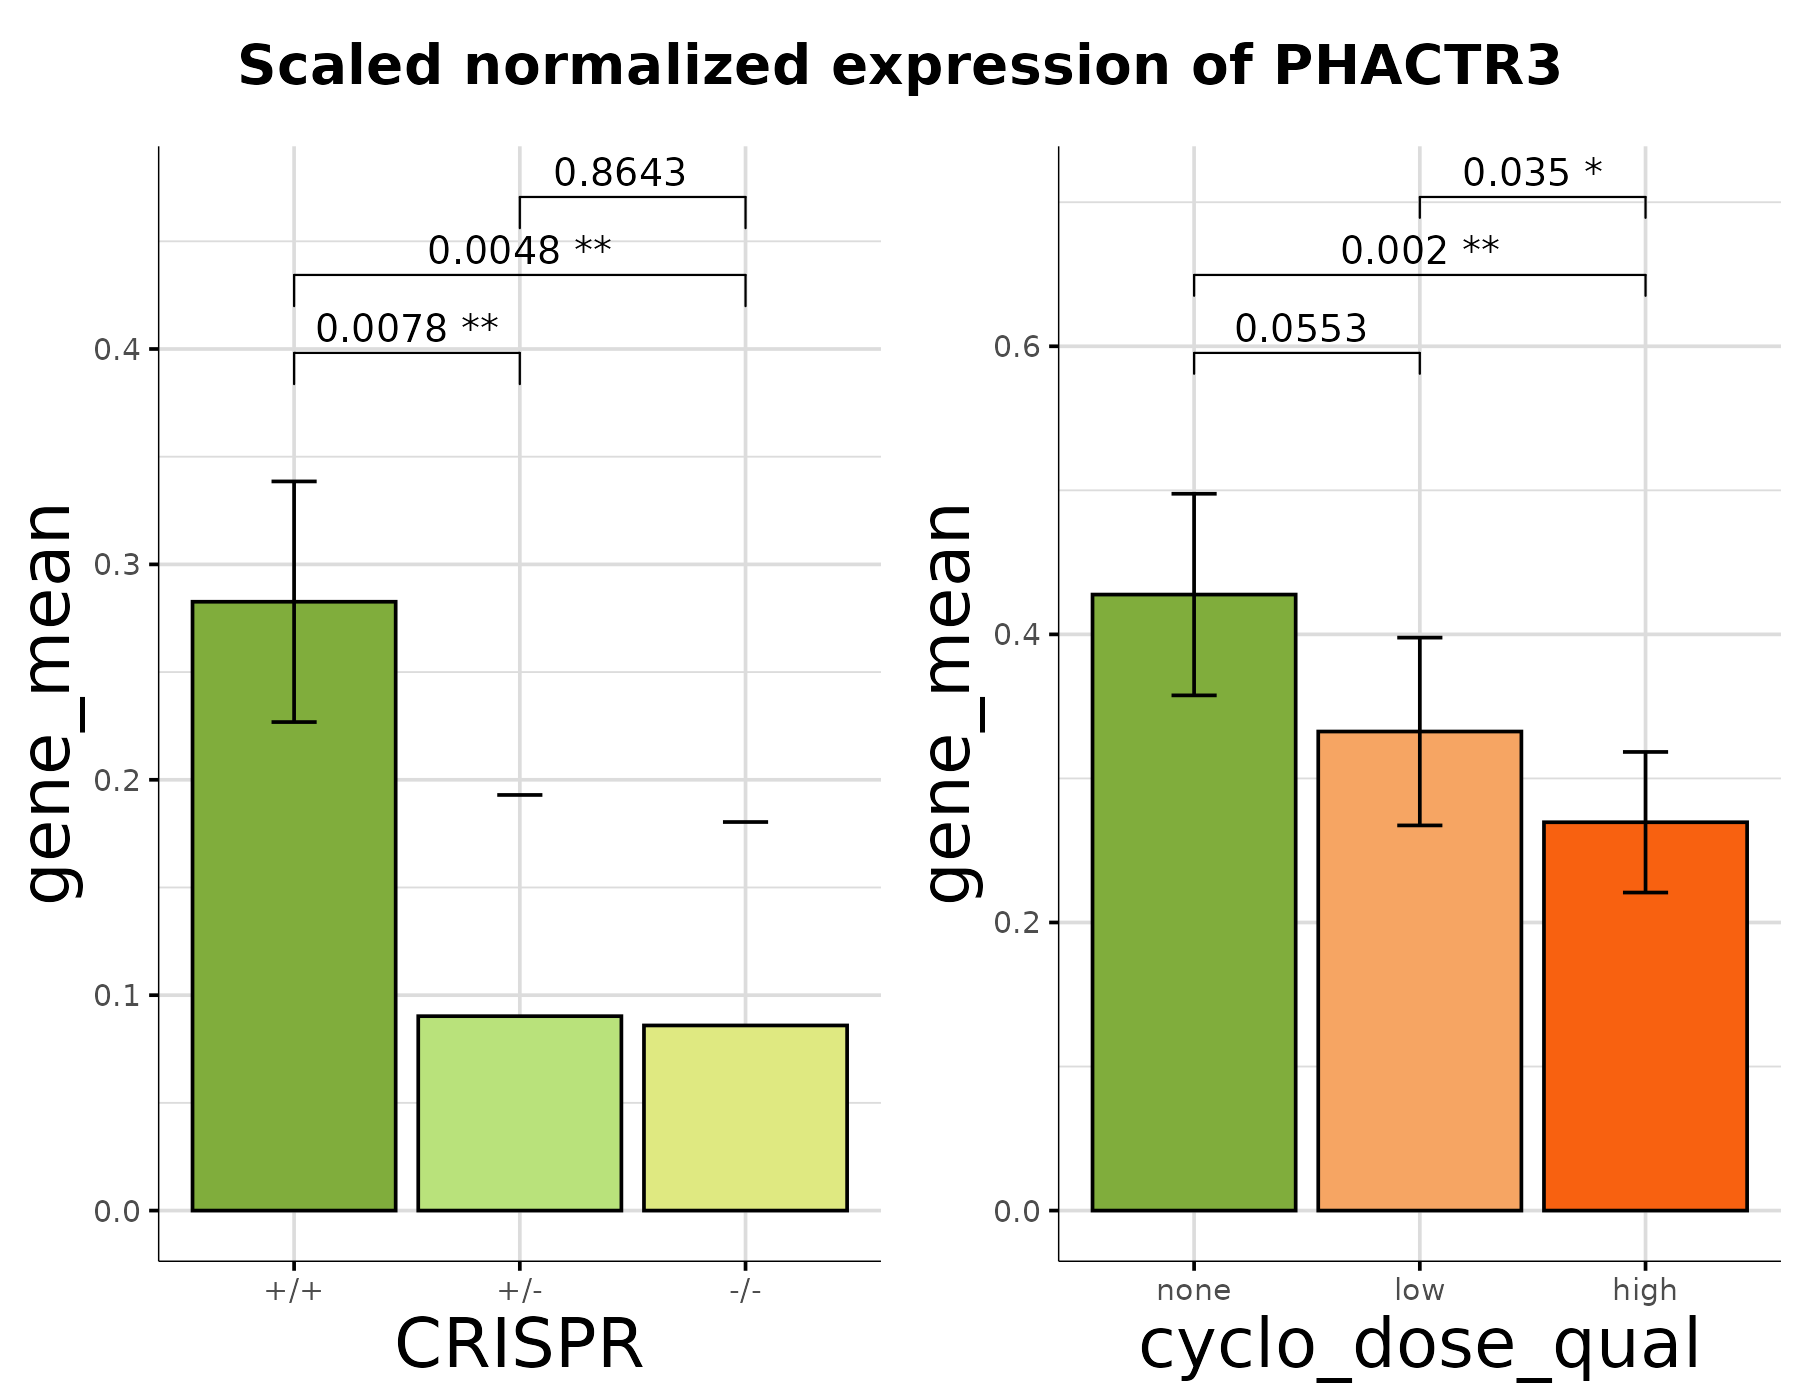 Scaled normalized expression of PHACTR3
gene_mean
0.4
0.3
0.2
0.1
0.0
0.8643
0.0048 **
0.0078 **
+/+ +/- -/-
CRISPR
gene_mean
0.6
0.4
0.2
0.0
0.035 *
0.002 **
0.0553
none low high
cyclo_dose_qual